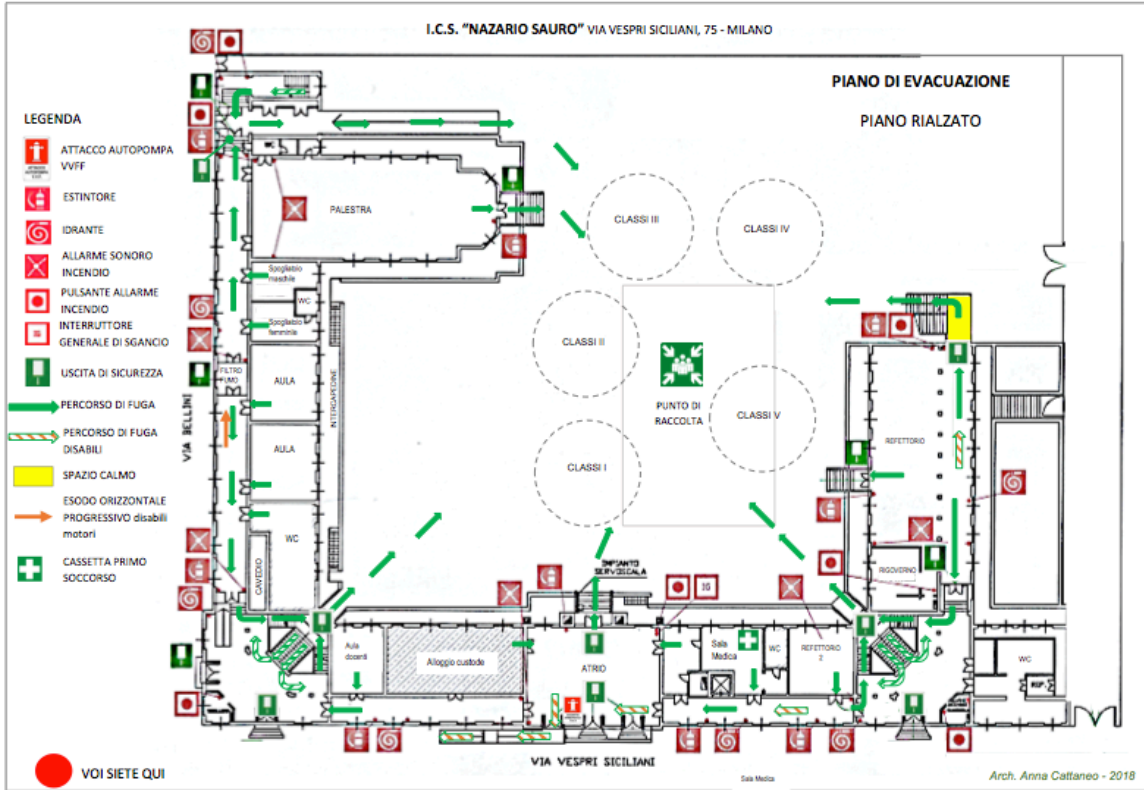 I.C.S. “NAZARIO SAURO” VIA VESPRI SICILIANI, 75 - MILANO
PIANO DI EVACUAZIONE
PIANO RIALZATO
LEGENDA
ATTACCO AUTOPOMPA
VVFF
ESTINTORE
IDRANTE
ALLARME SONORO
INCENDIO
PULSANTE ALLARME
INCENDIO
INTERRUTTORE
GENERALE DI SGANCIO
USCITA DI SICUREZZA
PERCORSO DI FUGA
PERCORSO DI FUGA
DISABILI
SPAZIO CALMO
ESODO ORIZZONTALE
PROGRESSIVO disabili
motori
CASSETTA PRIMO
SOCCORSO
VOI SIETE QUI
VIA BELLINI
WC
PALESTRA
Spogliatoio
maschile
WC
Spogliatoio
femminile
FILTRO
FUMO
AULA
AULA
WC
CAVEDIO
INTERCAPEDINE
CLASSI III
CLASSI IV
CLASSI II
CLASSI V
CLASSI I
PUNTO DI
RACCOLTA
REFETTORIO
RIGOVERNO
IMPIANTO
SERVOSCALA
Aula
docenti
Alloggio custode
ATRIO
Sala
Medica
WC
REFETTORIO
2
WC
16
VIA VESPRI SICILIANI
Sala Medica
Arch. Anna Cattaneo - 2018